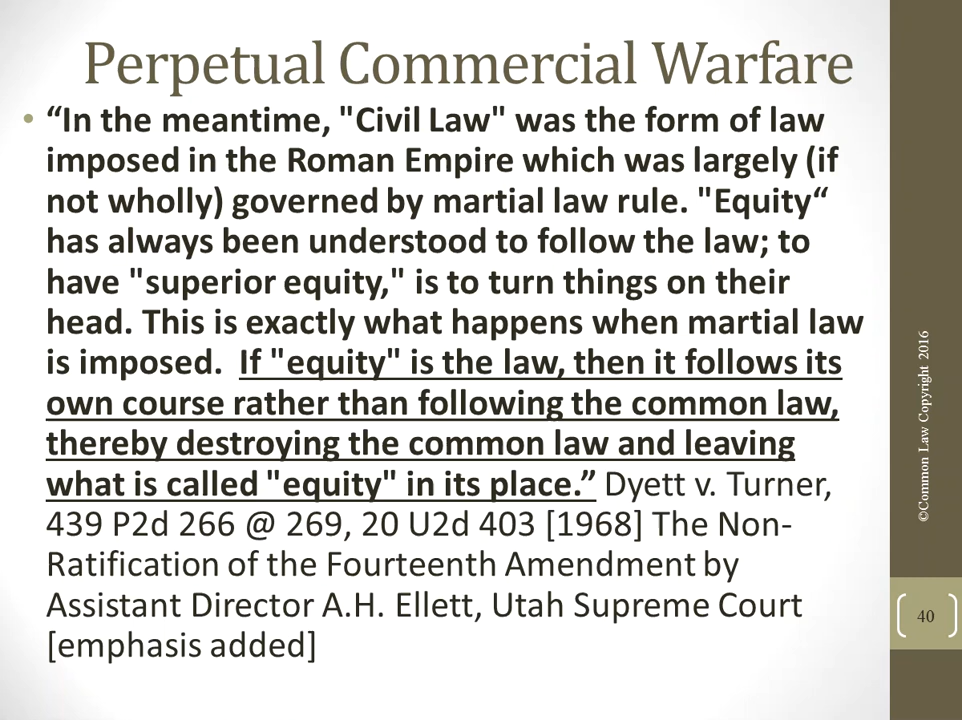 Perpetual Commercial Warfare
• “In the meantime, "Civil Law" was the form of law
imposed in the Roman Empire which was largely (if
not wholly) governed by martial law rule. "Equity“
has always been understood to follow the law; to
have "superior equity," is to turn things on their
head. This is exactly what happens when martial law
is imposed. If "equity" is the law, then it follows its
own course rather than following the common law,
thereby destroying the common law and leaving
what is called "equity" in its place.” Dyett v. Turner,
439 P2d 266 @ 269, 20 U2d 403 [1968] The Non-
Ratification of the Fourteenth Amendment by
Assistant Director A.H. Ellett, Utah Supreme Court
[emphasis added]
©Common Law Copyright 2016
40